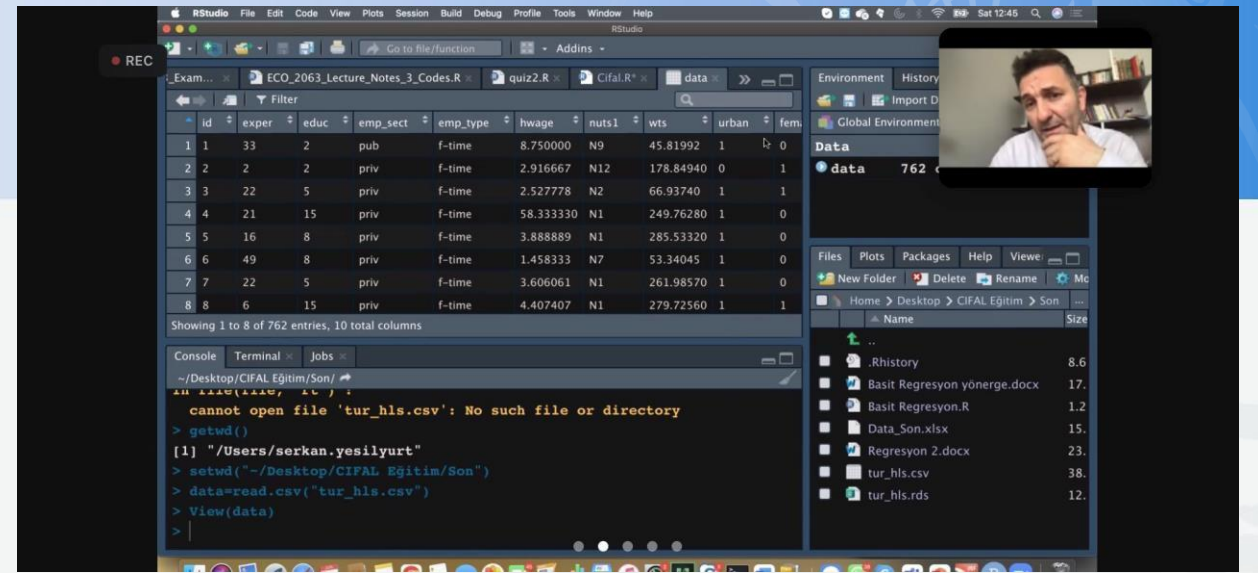 RStudio File Edit Code View Plots Session Build Debug Profile Tools Window Help Sat 12:45
RStudio
REC
Go to file/function Addins
_Exam... ECO_2063_Lecture_Notes_3_Codes.R quiz2.R Cifal.R* data
Filter
id exper educ emp_sect emp_type hwage nuts1 wts urban fem
1 1 33 2 pub f-time 8.750000 N9 45.81992 1 0
2 2 2 2 priv f-time 2.916667 N12 178.84940 0 1
3 3 22 5 priv f-time 2.527778 N2 66.93740 1 1
4 4 21 15 priv f-time 58.333330 N1 249.76280 1 0
5 5 16 8 priv f-time 3.888889 N1 285.53320 1 0
6 6 49 8 priv f-time 1.458333 N7 53.34045 1 0
7 7 22 5 priv f-time 3.606061 N1 261.98570 1 0
8 8 6 15 priv f-time 4.407407 N1 279.72560 1 1
Showing 1 to 8 of 762 entries, 10 total columns
Console Terminal Jobs
~/Desktop/CIFAL Eğitim/Son/
cannot open file 'tur_hls.csv': No such file or directory
> getwd()
[1] "/Users/serkan.yesilyurt"
> setwd("~/Desktop/CIFAL Eğitim/Son")
> data=read.csv("tur_hls.csv")
> View(data)
>
Environment History
Import D
Global Environment
Data
data 762
Files Plots Packages Help Viewe
New Folder Delete Rename Mo
Home > Desktop > CIFAL Eğitim > Son ...
Name Size
..
.Rhistory 8.6
Basit Regresyon yönerge.docx 17.
Basit Regresyon.R 1.2
Data_Son.xlsx 15.
Regresyon 2.docx 23.
tur_hls.csv 38.
tur_hls.rds 12.